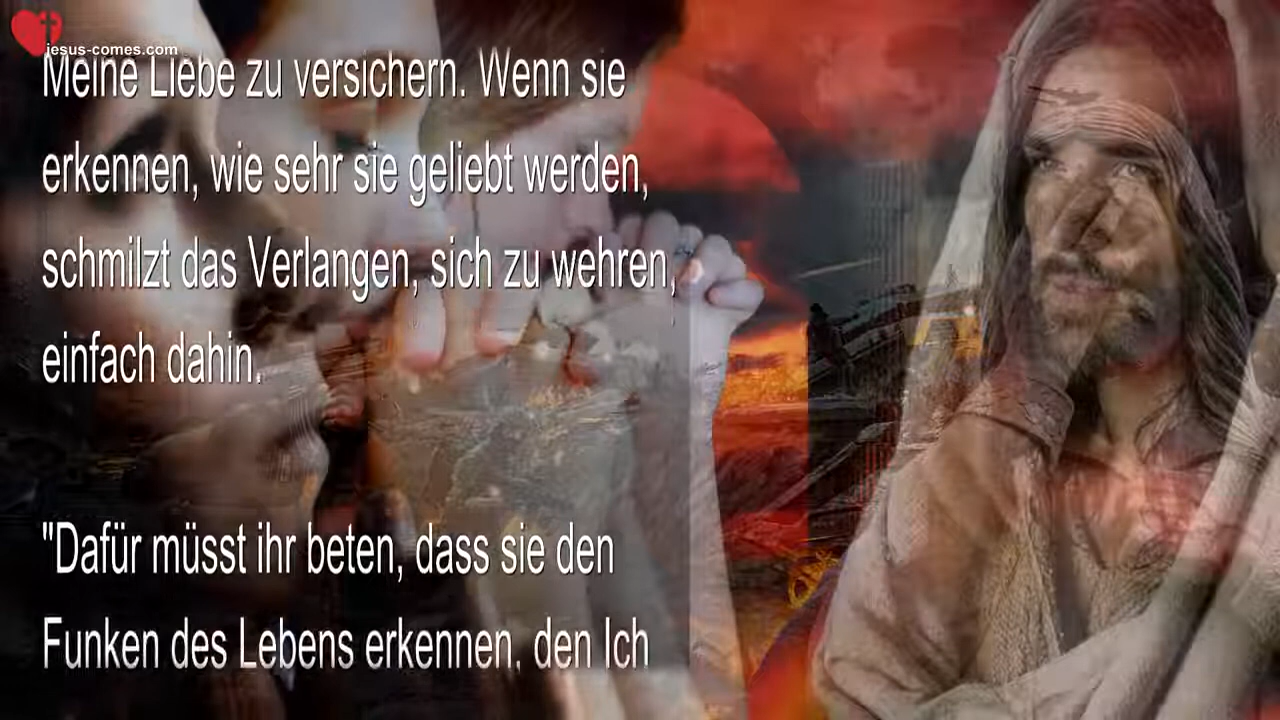 jesus-comes.com
Meine Liebe zu versichern. Wenn sie
erkennen, wie sehr sie geliebt werden,
schmilzt das Verlangen, sich zu wehren,
einfach dahin.
"Dafür müsst ihr beten, dass sie den
Funken des Lebens erkennen, den Ich